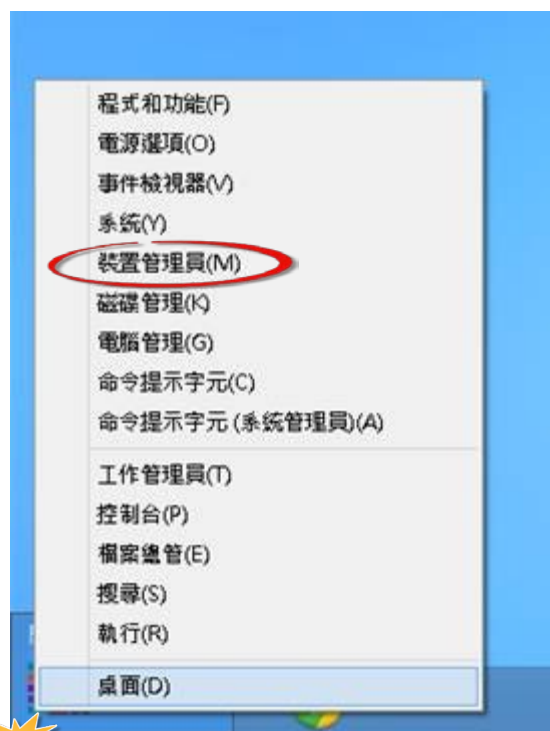 程式和功能(F)
電源選項(O)
事件檢視器(V)
系統(Y)
裝置管理員(M)
磁碟管理(K)
電腦管理(G)
命令提示字元(C)
命令提示字元 (系統管理員)(A)
工作管理員(T)
控制台(P)
檔案總管(E)
搜尋(S)
執行(R)
桌面(D)